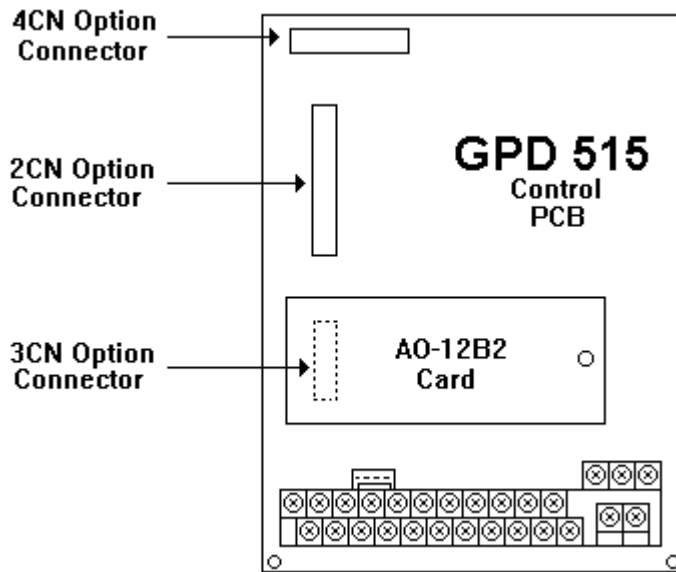 4CN Option
Connector
GPD 515
Control
PCB
2CN Option
Connector
3CN Option
Connector
AO-12B2
Card